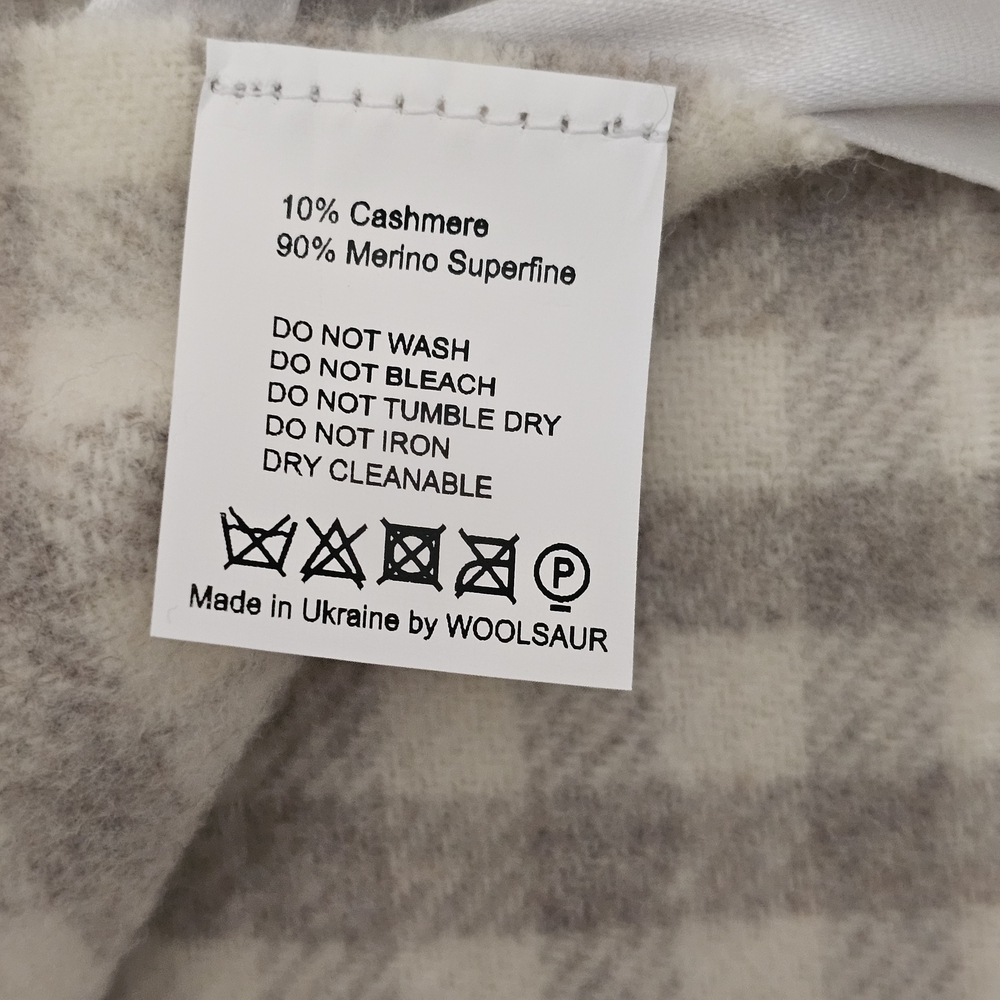 10% Cashmere
90% Merino Superfine
DO NOT WASH
DO NOT BLEACH
DO NOT TUMBLE DRY
DO NOT IRON
DRY CLEANABLE
P
Made in Ukraine by WOOLSAUR